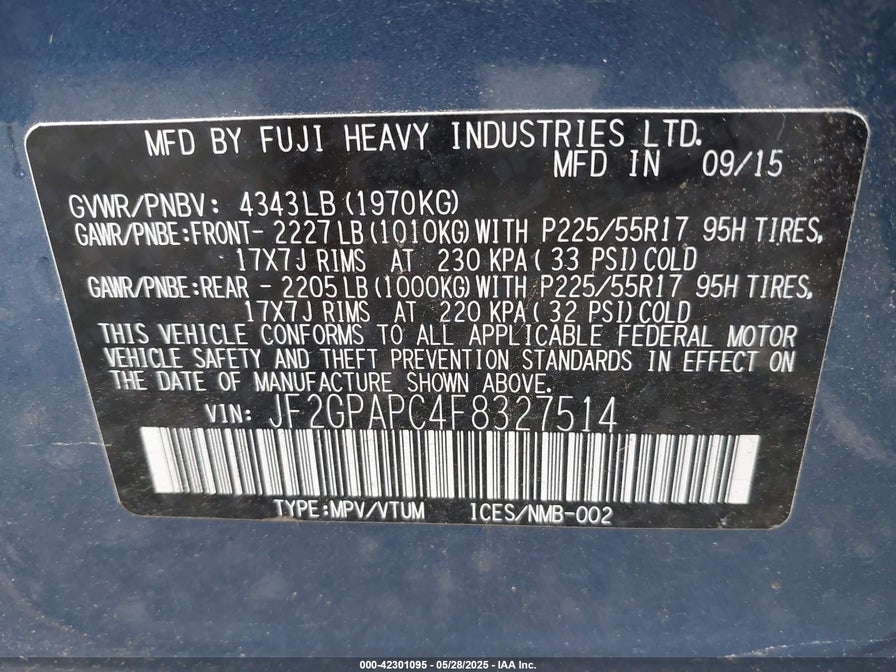 MFD BY FUJI HEAVY INDUSTRIES LTD.
MFD IN 09/15
GVWR/PNBV: 4343LB (1970KG)
GAWR/PNBE:FRONT- 2227 LB (1010KG) WITH P225/55R17 95H TIRES,
17X7J RIMS AT 230 KPA ( 33 PSI) COLD
GAWR/PNBE:REAR - 2205 LB (1000KG) WITH P225/55R17 95H TIRES,
17X7J RIMS AT 220 KPA ( 32 PSI) COLD
THIS VEHICLE CONFORMS TO ALL APPLICABLE FEDERAL MOTOR
VEHICLE SAFETY AND THEFT PREVENTION STANDARDS IN EFFECT ON
THE DATE OF MANUFACTURE SHOWN ABOVE.
VIN: JF2GPAPC4F8327514
TYPE:MPV/VTUM ICES/NMB-002
000-42301095 - 05/28/2025 - IAA Inc.